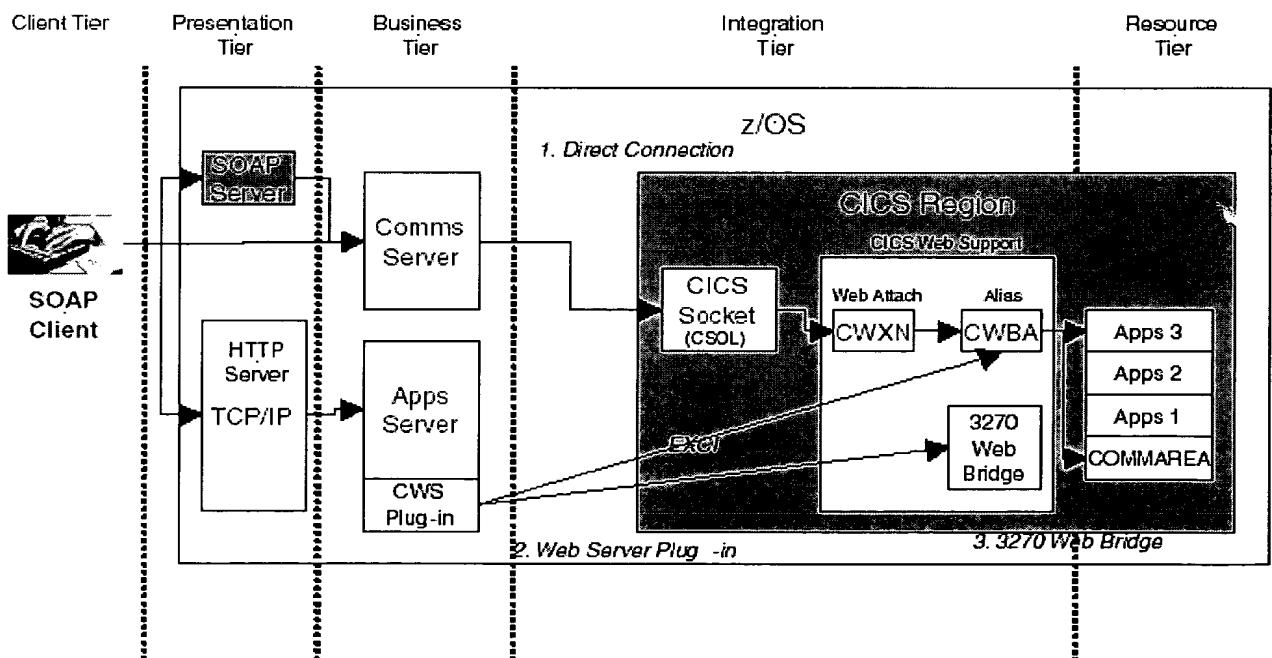 Client Tier
Presentation
Tier
Business
Tier
Integration
Tier
Resource
Tier
z/OS
1. Direct Connection
SOAP
Server
SOAP
Client
Comms
Server
CICS Region
CICS Web Support
CICS
Socket
(CSOL)
Web Attach
CWXN
Alias
CWBA
Apps 3
Apps 2
Apps 1
COMMAREA
HTTP
Server
TCP/IP
Apps
Server
CWS
Plug-in
EXCI
3270
Web
Bridge
2. Web Server Plug -in
3. 3270 Web Bridge